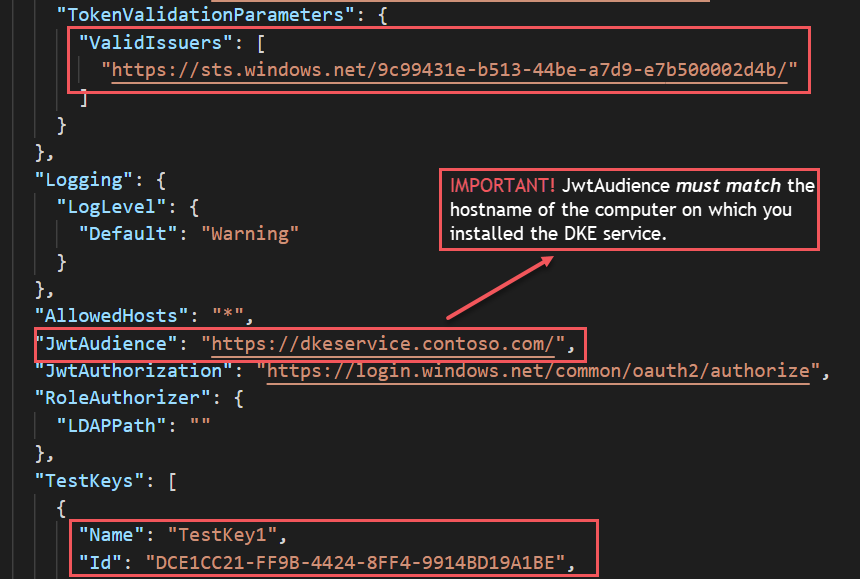 "TokenValidationParameters": {
"ValidIssuers": [
"https://sts.windows.net/9c99431e-b513-44be-a7d9-e7b500002d4b/"
]
}
},
"Logging": {
"LogLevel": {
"Default": "Warning"
}
},
IMPORTANT! JwtAudience must match the
hostname of the computer on which you
installed the DKE service.
"AllowedHosts": "*",
"JwtAudience": "https://dkeservice.contoso.com/",
"JwtAuthorization": "https://login.windows.net/common/oauth2/authorize",
"RoleAuthorizer": {
"LDAPPath": ""
},
"TestKeys": [
{
"Name": "TestKey1",
"Id": "DCE1CC21-FF9B-4424-8FF4-9914BD19A1BE",